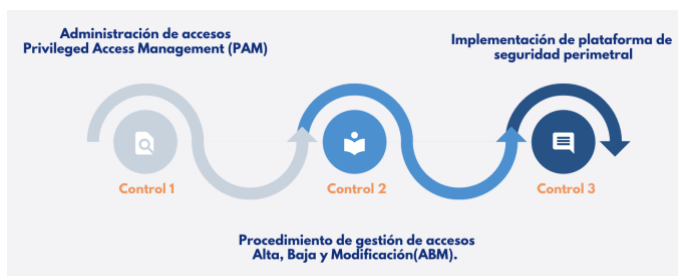 Administración de accesos
Privileged Access Management (PAM)
Implementación de plataforma de
seguridad perimetral
Control 1
Control 2
Control 3
Procedimiento de gestión de accesos
Alta, Baja y Modificación(ABM).